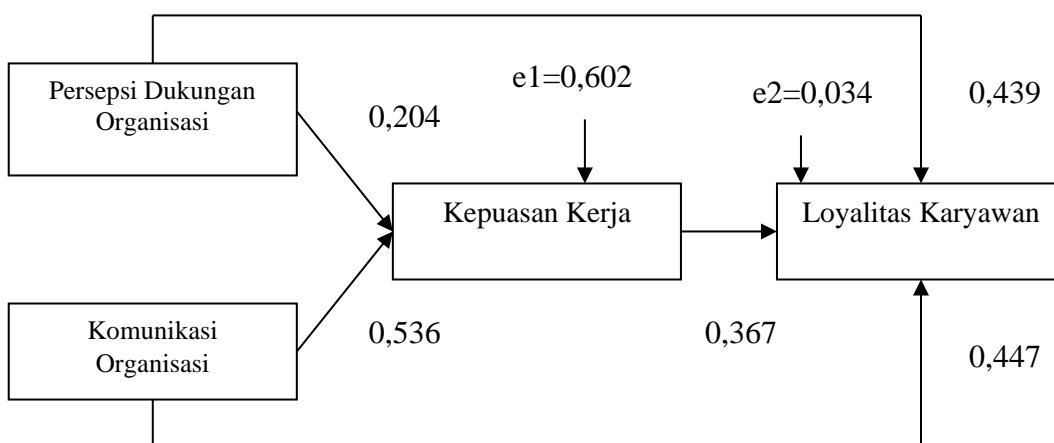 Persepsi Dukungan
Organisasi
0,204
e1=0,602
e2=0,034
0,439
Kepuasan Kerja
Loyalitas Karyawan
Komunikasi
Organisasi
0,536
0,367
0,447